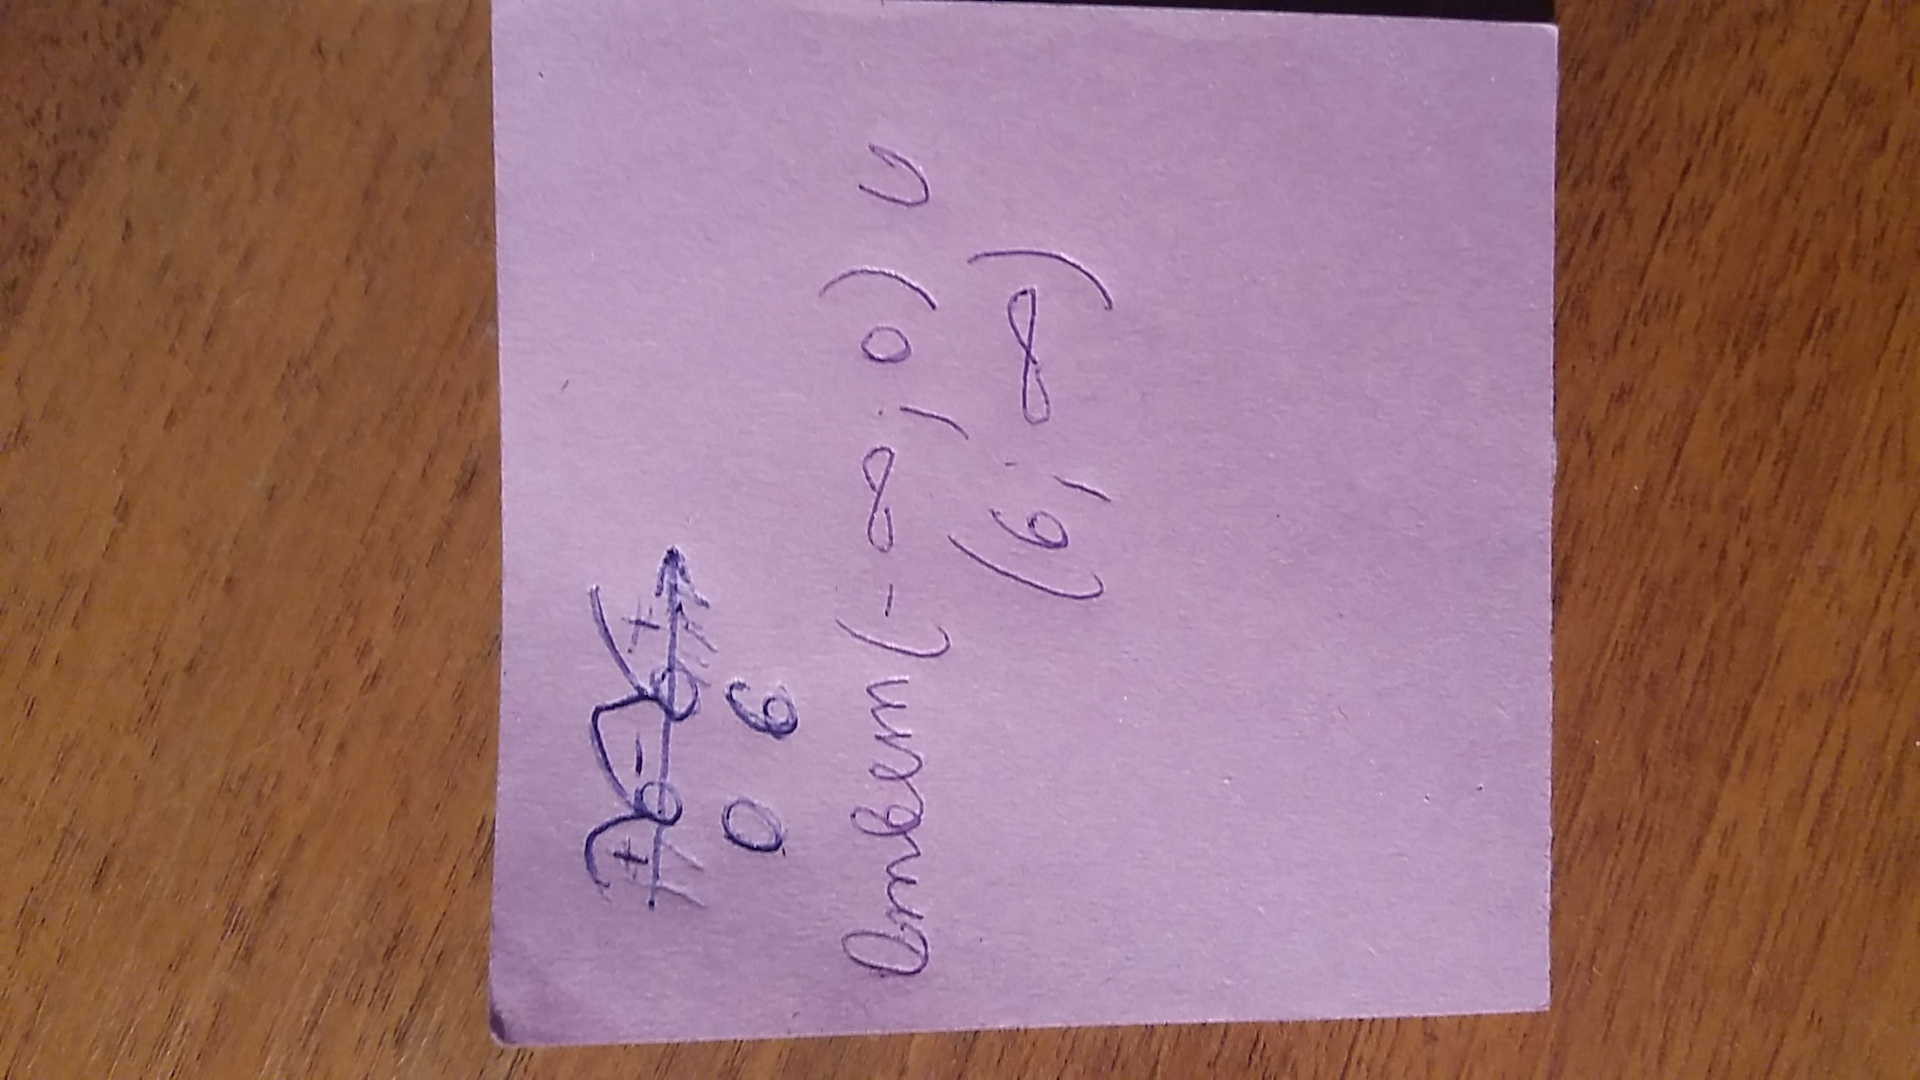 + - +
0 6
Ответ (- ∞; 0) ∪
(6; ∞)